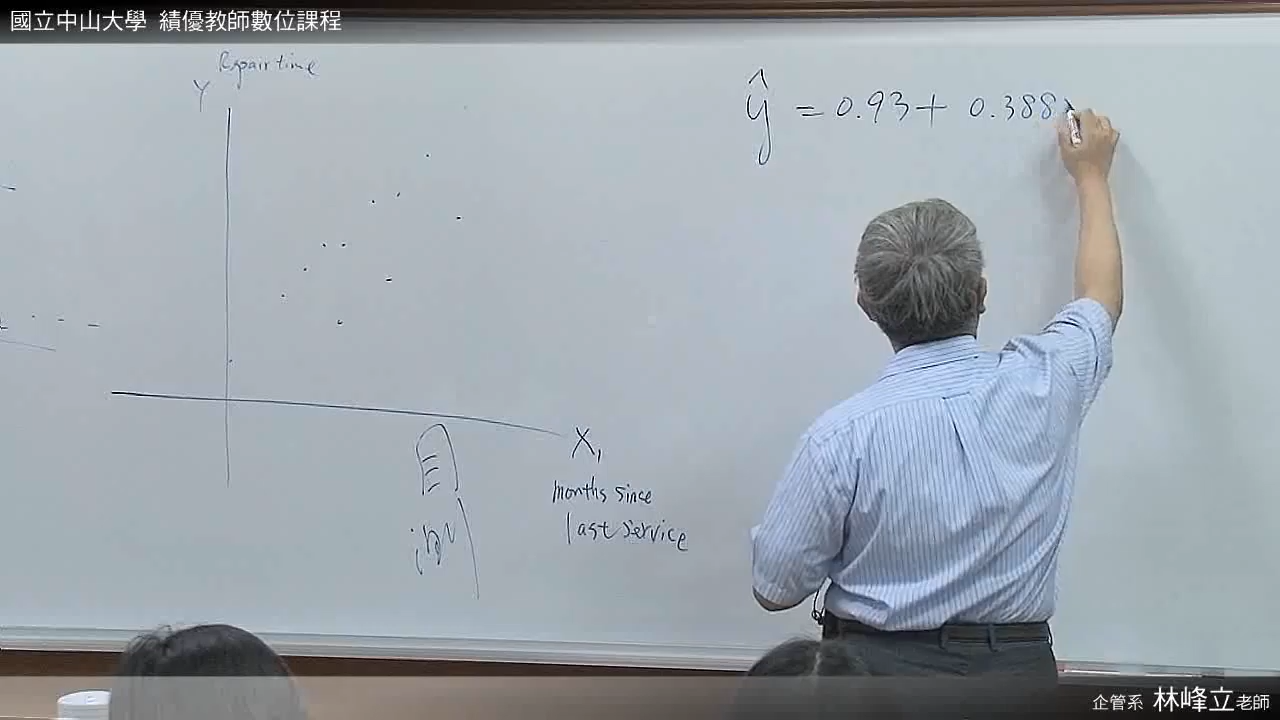 國立中山大學 績優教師數位課程
Repair time
Y
ŷ = 0.93 + 0.388
X₁
months since
last service
企管系 林峰立老師